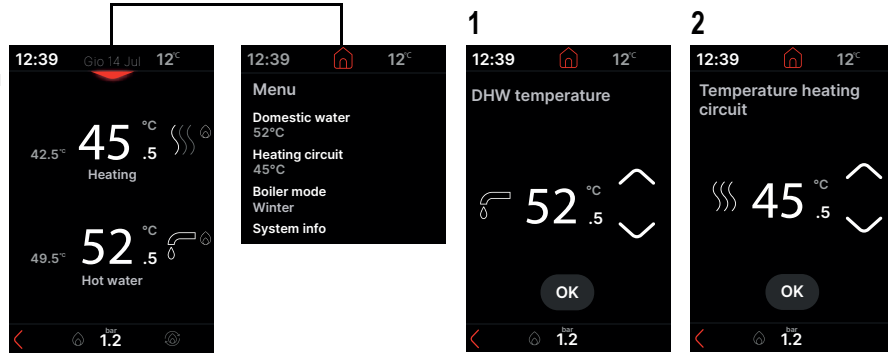 1
2
12:39 Gio 14 Jul 12°C
42.5°C 45.5 °C
Heating
49.5°C 52.5 °C
Hot water
bar
1.2
12:39 12°C
Menu
Domestic water
52°C
Heating circuit
45°C
Boiler mode
Winter
System info
12:39 12°C
DHW temperature
52.5 °C
OK
bar
1.2
12:39 12°C
Temperature heating
circuit
45.5 °C
OK
bar
1.2